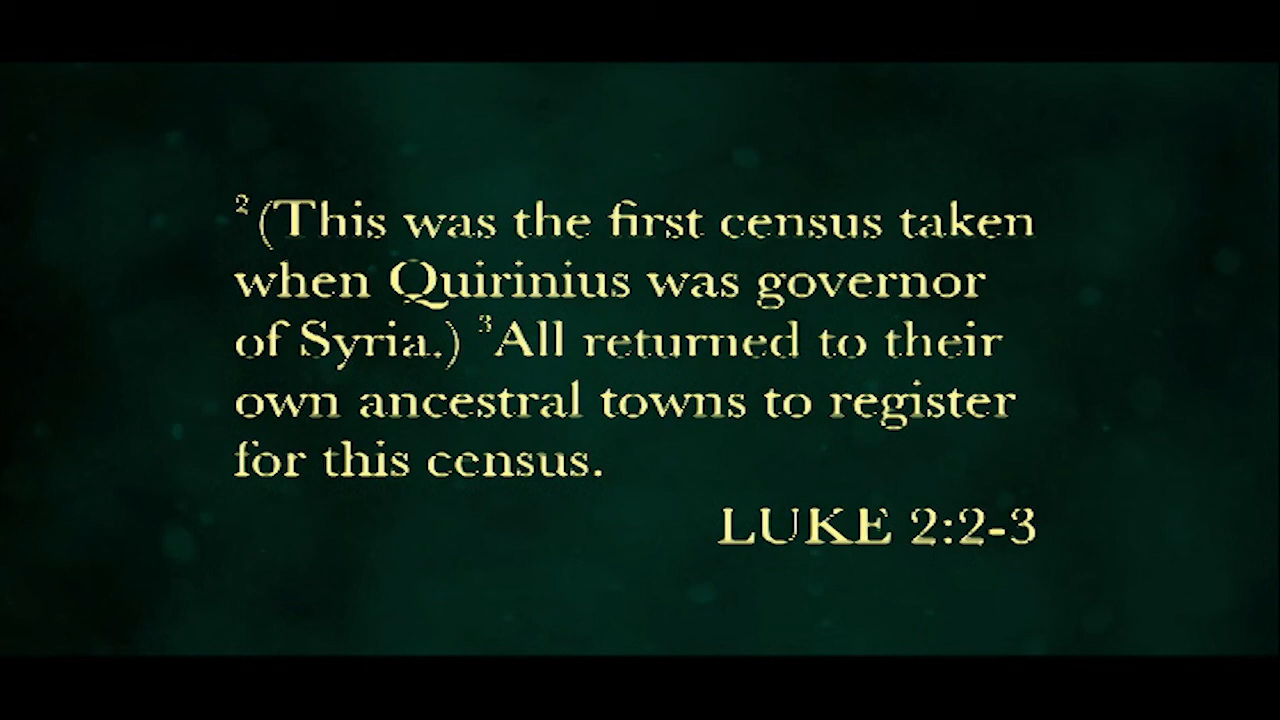 ²(This was the first census taken
when Quirinius was governor
of Syria.) ³All returned to their
own ancestral towns to register
for this census.
LUKE 2:2-3